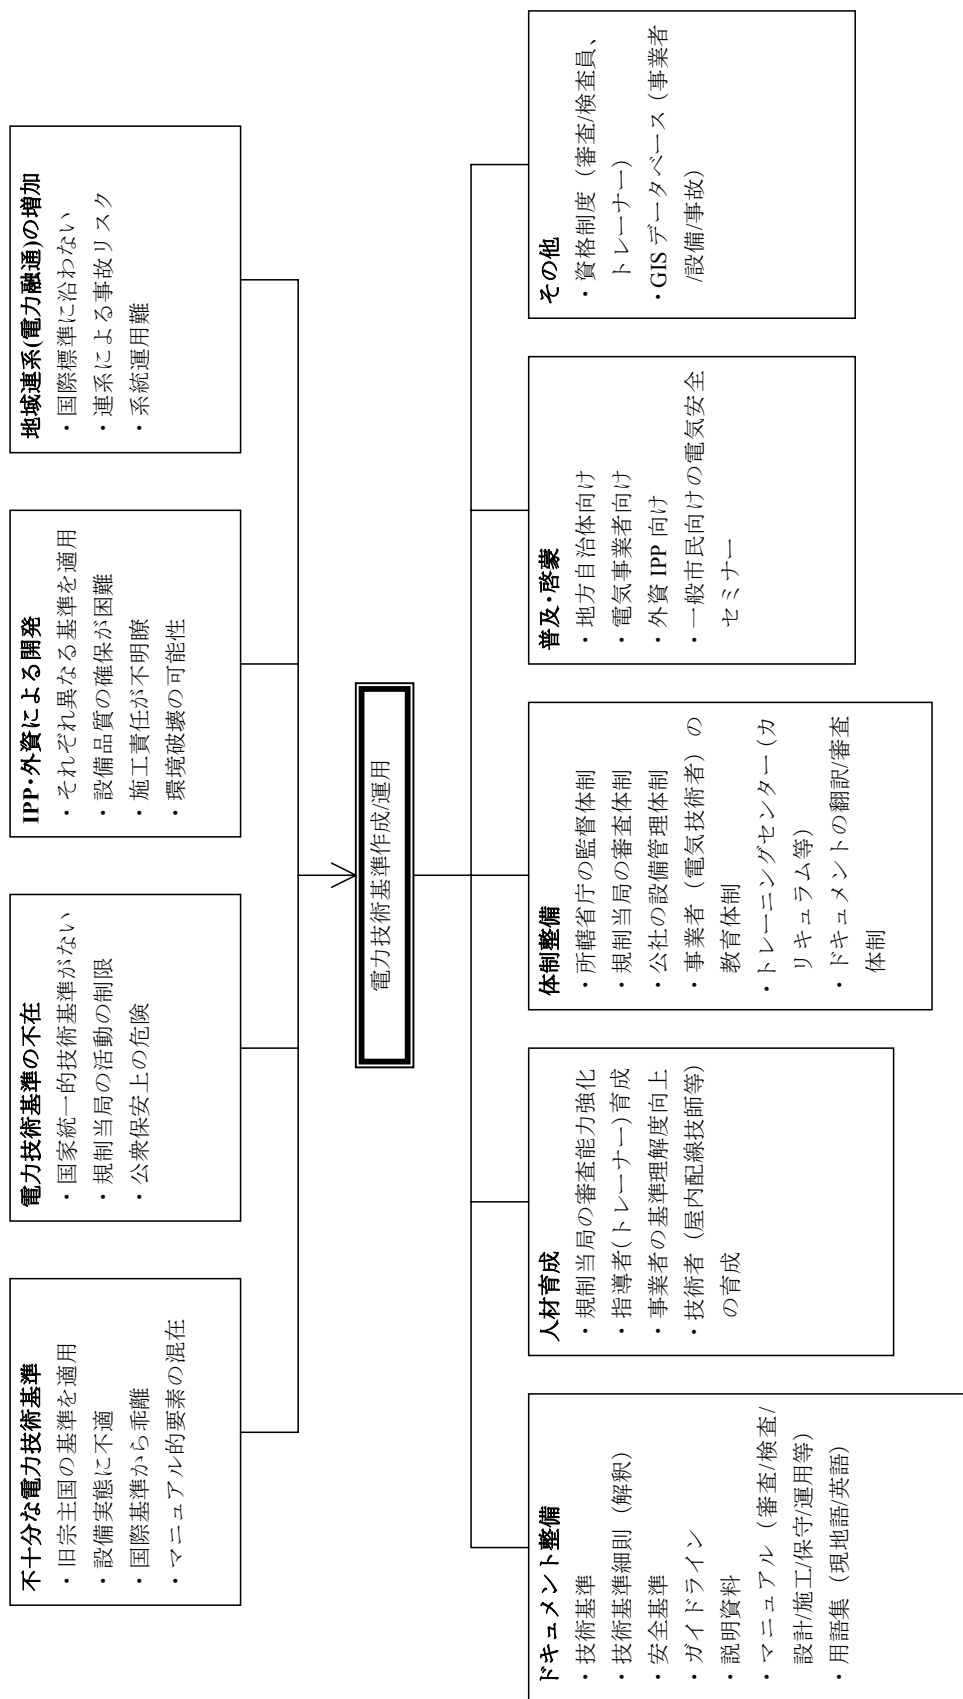 不十分な電力技術基準
・旧宗主国の基準を適用
・設備実態に不適
・国際基準から乖離
・マニュアル的要素の混在
電力技術基準の不在
・国家統一的技術基準がない
・規制当局の活動の制限
・公衆保安上の危険
IPP・外資による開発
・それぞれ異なる基準を適用
・設備品質の確保が困難
・施工責任が不明瞭
・環境破壊の可能性
地域連系(電力融通)の増加
・国際標準に沿わない
・連系による事故リスク
・系統運用難
電力技術基準作成/運用
ドキュメント整備
・技術基準
・技術基準細則（解釈）
・安全基準
・ガイドライン
・説明資料
・マニュアル（審査/検査/
設計/施工/保守/運用等）
・用語集（現地語/英語）
人材育成
・規制当局の審査能力強化
・指導者(トレーナー)育成
・事業者の基準理解度向上
・技術者（屋内配線技師等）
の育成
体制整備
・所轄省庁の監督体制
・規制当局の審査体制
・公社の設備管理体制
・事業者（電気技術者）の
教育体制
・トレーニングセンター（カ
リキュラム等）
・ドキュメントの翻訳/審査
体制
普及・啓蒙
・地方自治体向け
・電気事業者向け
・外資 IPP 向け
・一般市民向けの電気安全
セミナー
その他
・資格制度（審査/検査員、
トレーナー）
・GIS データベース（事業者
/設備/事故）